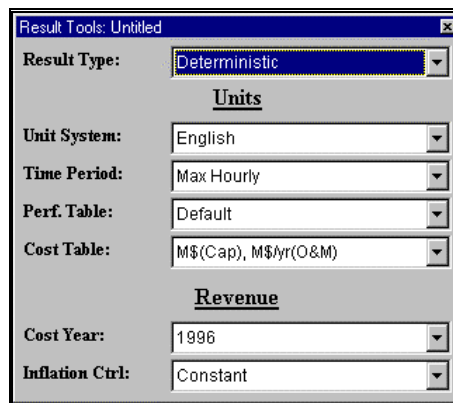 Result Tools: Untitled
Result Type: Deterministic
Units
Unit System: English
Time Period: Max Hourly
Perf. Table: Default
Cost Table: M$(Cap), M$/yr(O&M)
Revenue
Cost Year: 1996
Inflation Ctrl: Constant